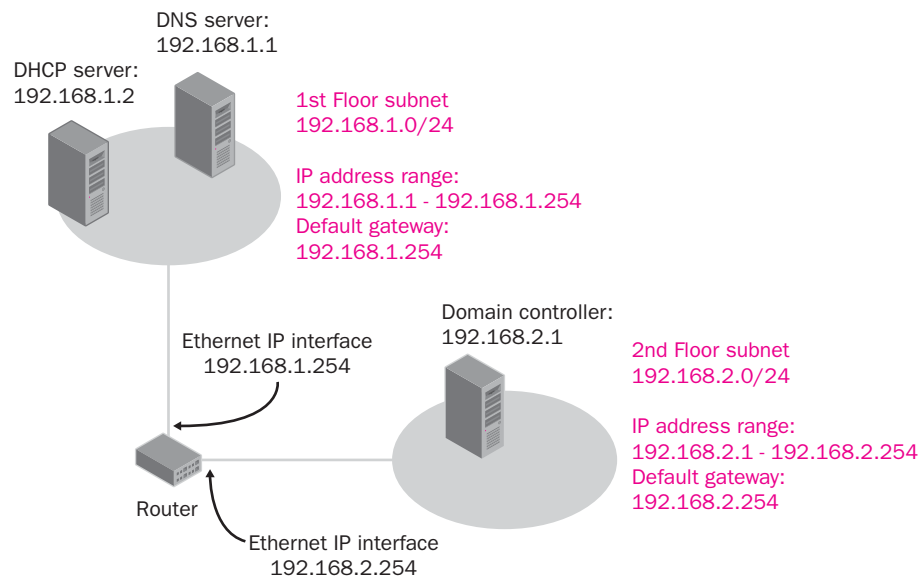 DNS server:
192.168.1.1
DHCP server:
192.168.1.2
1st Floor subnet
192.168.1.0/24
IP address range:
192.168.1.1 - 192.168.1.254
Default gateway:
192.168.1.254
Domain controller:
192.168.2.1
Ethernet IP interface
192.168.1.254
2nd Floor subnet
192.168.2.0/24
IP address range:
192.168.2.1 - 192.168.2.254
Default gateway:
192.168.2.254
Router
Ethernet IP interface
192.168.2.254